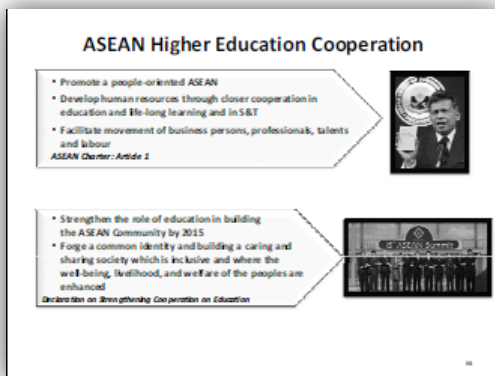 ASEAN Higher Education Cooperation
• Promote a people-oriented ASEAN
• Develop human resources through closer cooperation in
education and life-long learning and in S&T
• Facilitate movement of business persons, professionals, talents
and labour
ASEAN Charter: Article 1
• Strengthen the role of education in building
the ASEAN Community by 2015
• Forge a common identity and building a caring and
sharing society which is inclusive and where the
well-being, livelihood, and welfare of the peoples are
enhanced
Declaration on Strengthening Cooperation on Education
15th ASEAN Summit